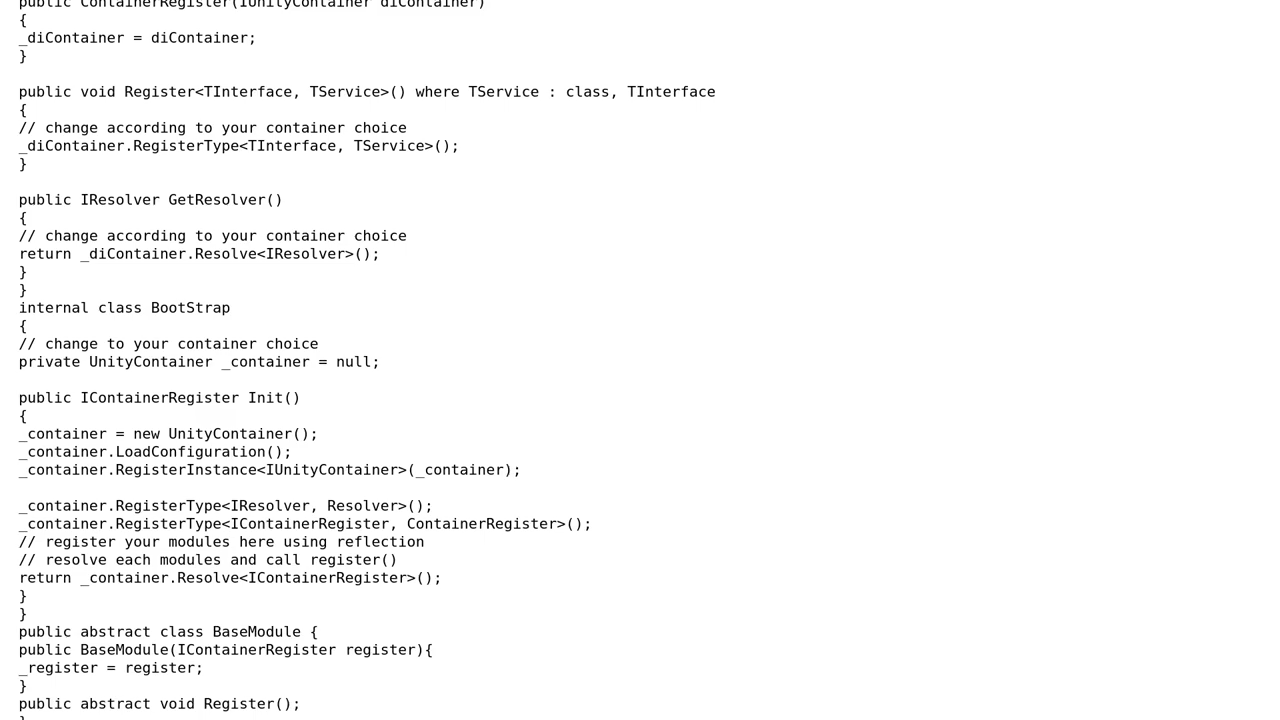 public ContainerRegister(IUnityContainer diContainer)
{
_diContainer = diContainer;
}
public void Register<TInterface, TService>() where TService : class, TInterface
{
// change according to your container choice
_diContainer.RegisterType<TInterface, TService>();
}
public IResolver GetResolver()
{
// change according to your container choice
return _diContainer.Resolve<IResolver>();
}
}
internal class BootStrap
{
// change to your container choice
private UnityContainer _container = null;
public IContainerRegister Init()
{
_container = new UnityContainer();
_container.LoadConfiguration();
_container.RegisterInstance<IUnityContainer>(_container);
_container.RegisterType<IResolver, Resolver>();
_container.RegisterType<IContainerRegister, ContainerRegister>();
// register your modules here using reflection
// resolve each modules and call register()
return _container.Resolve<IContainerRegister>();
}
}
public abstract class BaseModule {
public BaseModule(IContainerRegister register){
_register = register;
}
public abstract void Register();
}